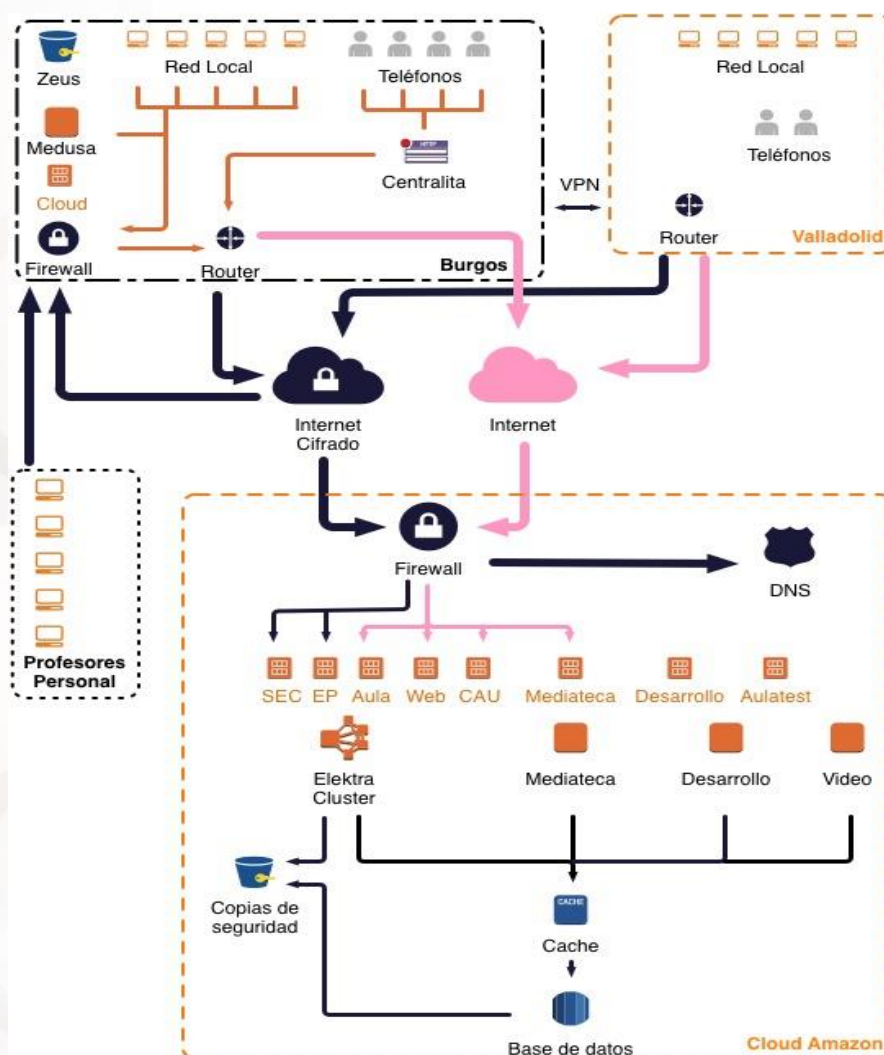 Zeus
Red Local
Teléfonos
Medusa
HTTP
Centralita
Cloud
Firewall
Router
Burgos
VPN
Red Local
Teléfonos
Router
Valladolid
Internet
Cifrado
Internet
Profesores
Personal
Firewall
DNS
SEC EP Aula Web CAU Mediateca Desarrollo Aulatest
Elektra
Cluster
Mediateca
Desarrollo
Video
Copias de
seguridad
CACHE
Cache
Base de datos
Cloud Amazon